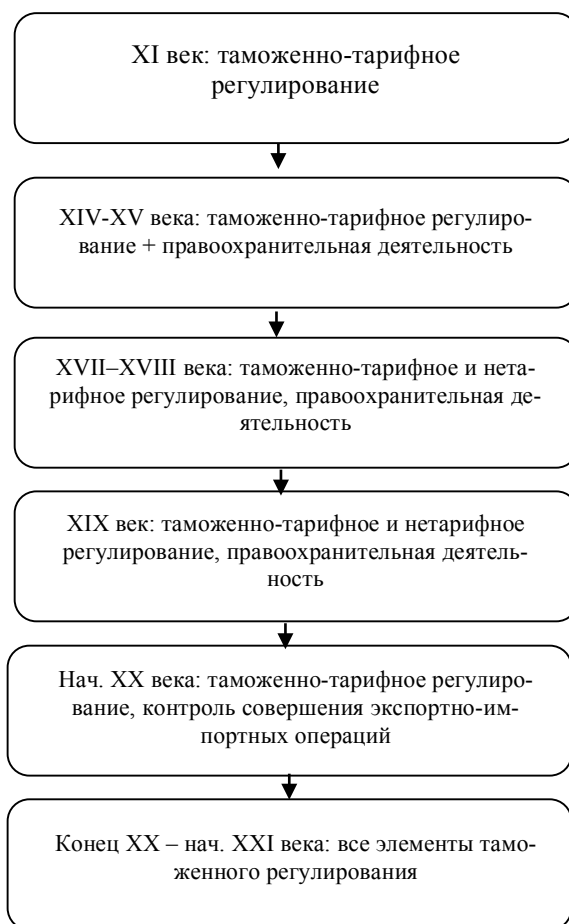 XI век: таможенно-тарифное
регулирование
XIV-XV века: таможенно-тарифное регулиро-
вание + правоохранительная деятельность
XVII–XVIII века: таможенно-тарифное и нета-
рифное регулирование, правоохранительная де-
ятельность
XIX век: таможенно-тарифное и нетарифное
регулирование, правоохранительная деятель-
ность
Нач. XX века: таможенно-тарифное регулиро-
вание, контроль совершения экспортно-им-
портных операций
Конец XX – нач. XXI века: все элементы тамо-
женного регулирования